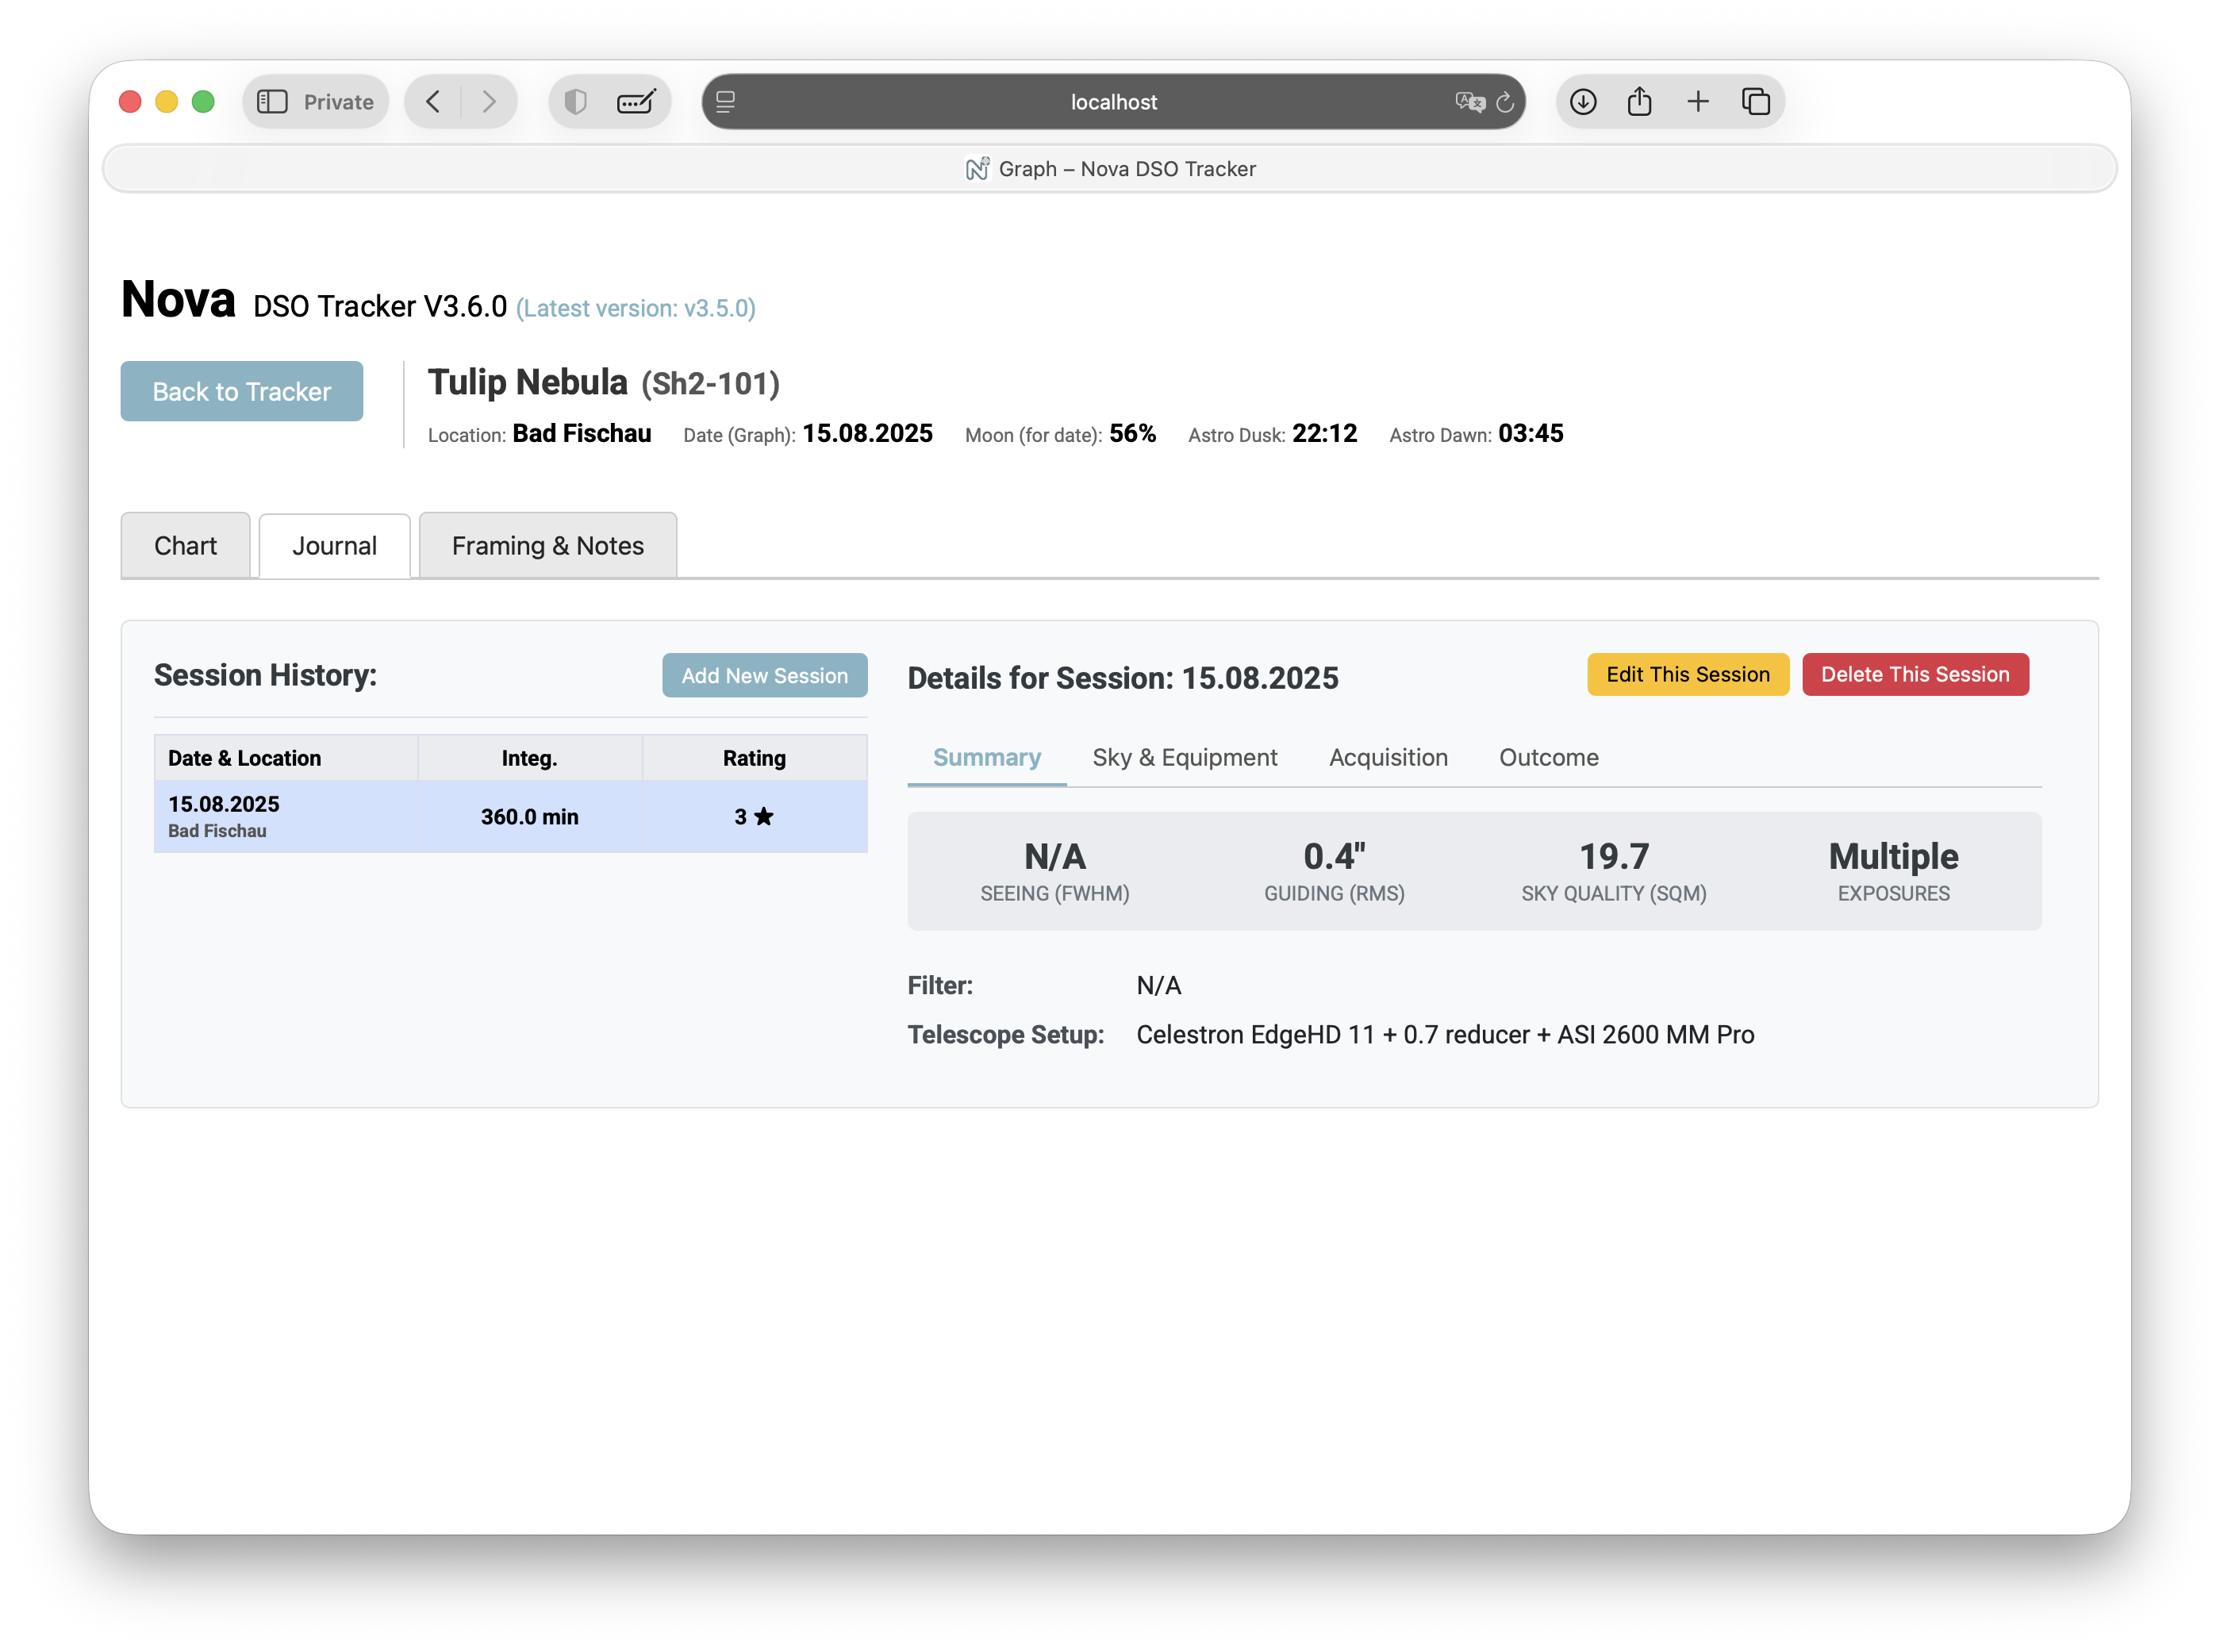 Private
localhost
Graph – Nova DSO Tracker
Nova DSO Tracker V3.6.0 (Latest version: v3.5.0)
Back to Tracker
Tulip Nebula (Sh2-101)
Location: Bad Fischau Date (Graph): 15.08.2025 Moon (for date): 56% Astro Dusk: 22:12 Astro Dawn: 03:45
Chart Journal Framing & Notes
Session History:
Add New Session
Date & Location Integ. Rating
15.08.2025
Bad Fischau
360.0 min
3 ★
Details for Session: 15.08.2025
Edit This Session Delete This Session
Summary Sky & Equipment Acquisition Outcome
N/A
SEEING (FWHM)
0.4"
GUIDING (RMS)
19.7
SKY QUALITY (SQM)
Multiple
EXPOSURES
Filter: N/A
Telescope Setup: Celestron EdgeHD 11 + 0.7 reducer + ASI 2600 MM Pro